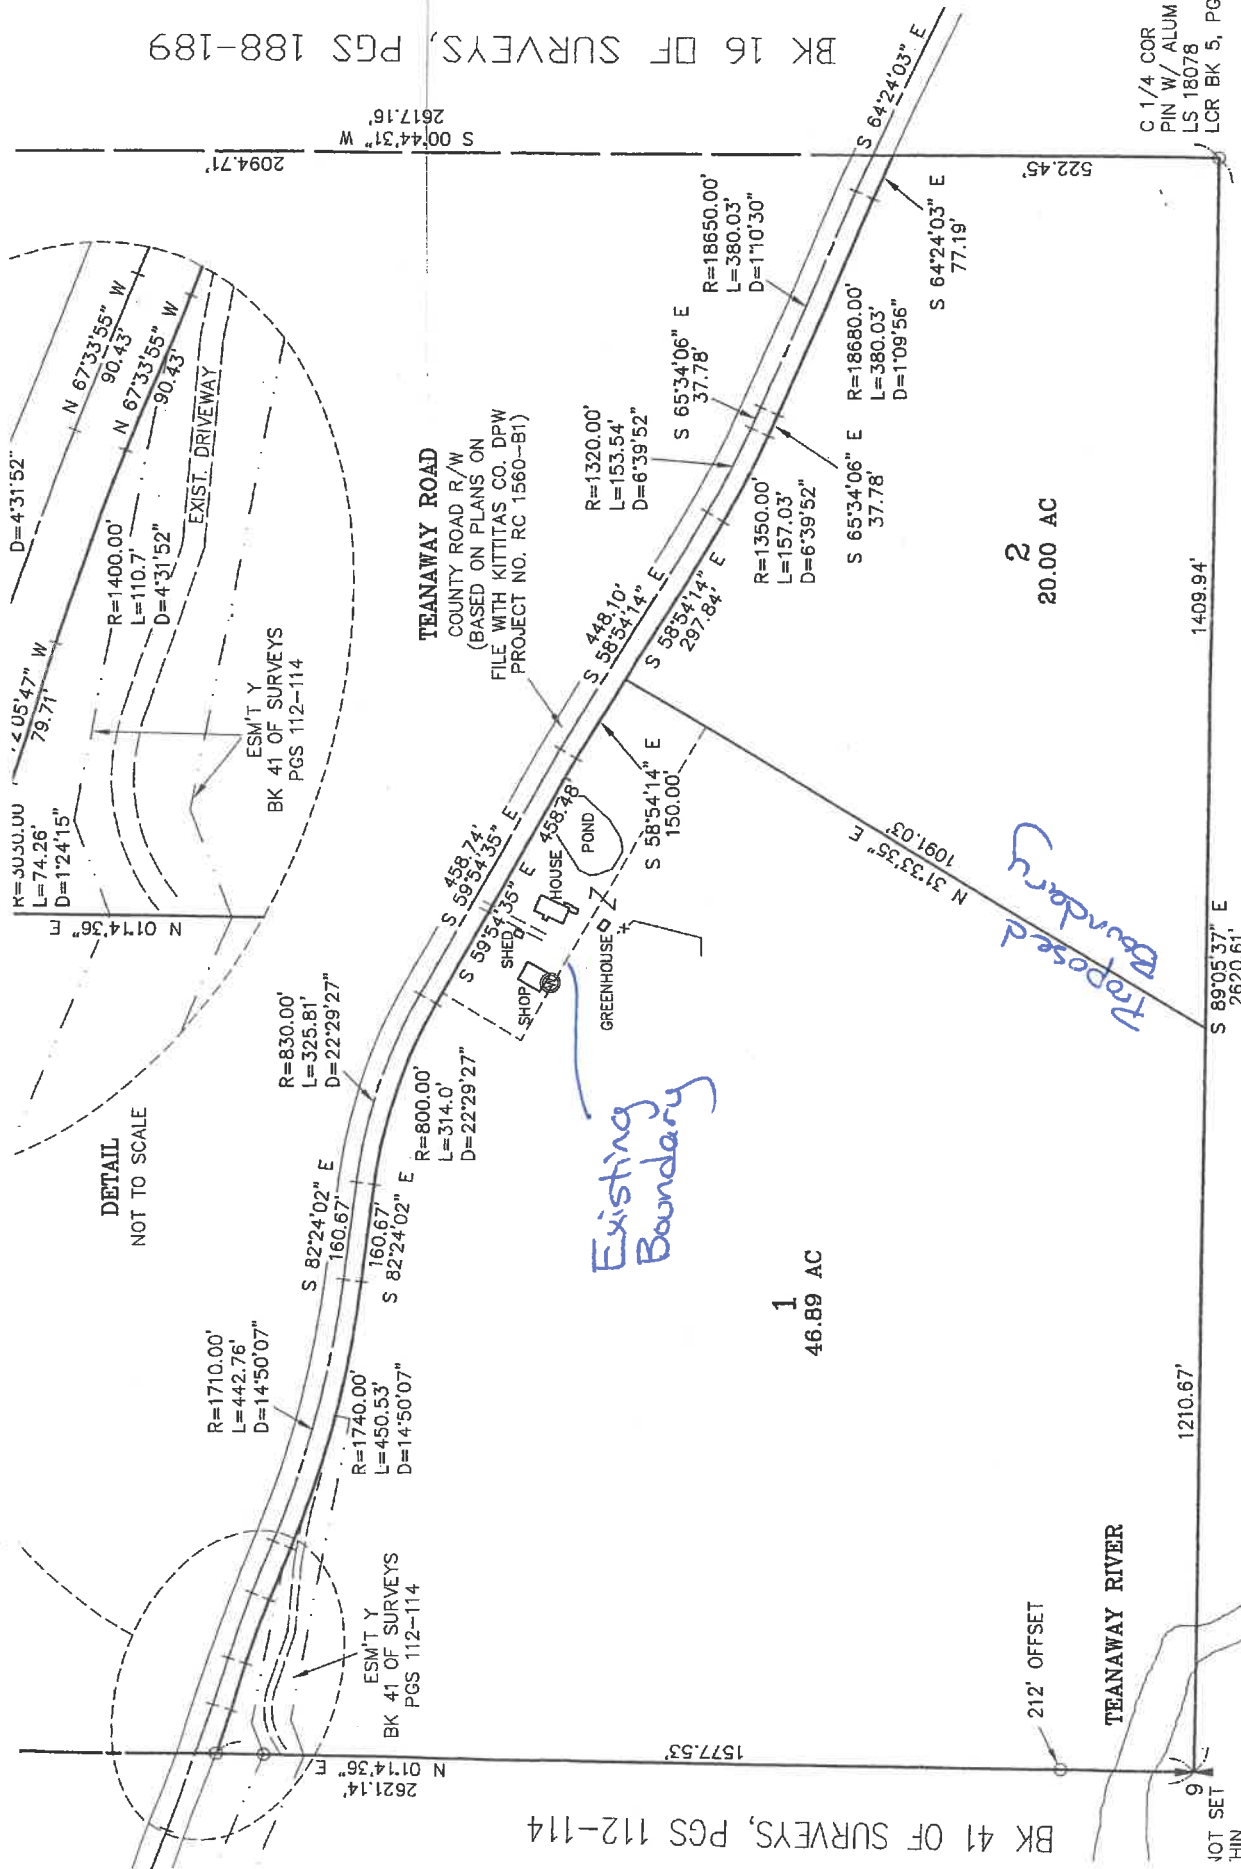 BK 16 OF SURVEYS, PGS 188-189
S 00°44'31" W
2617.16'
2094.71'
522.45'
C 1/4 COR
PIN W/ ALUM
LS 18078
LCR BK 5, PG
S 64°24'03" E
R=18650.00'
L=380.03'
D=1°10'30"
S 64°24'03" E
77.19'
R=18680.00'
L=380.03'
D=1°09'56"
S 65°34'06" E
37.78'
S 65°34'06" E
37.78'
R=1320.00'
L=153.54'
D=6°39'52"
R=1350.00'
L=157.03'
D=6°39'52"
TEANAWAY ROAD
COUNTY ROAD R/W
(BASED ON PLANS ON
FILE WITH KITTITAS CO. DPW
PROJECT NO. RC 1560-B1)
448.10'
S 58°54'14" E
S 58°54'14" E
297.84'
S 58°54'14" E
150.00'
2
20.00 AC
1409.94'
N 31°33'35" E
1091.03'
Proposed
Boundary
S 89°05'37" E
2620.61'
458.74'
S 59°54'35" E
S 59°54'35" E
458.48'
POND
HOUSE
SHED
SHOP
GREENHOUSE
Existing
Boundary
R=830.00'
L=325.81'
D=22°29'27"
R=800.00'
L=314.0'
D=22°29'27"
DETAIL
NOT TO SCALE
D=4°31'52"
N 67°33'55" W
90.43'
N 67°33'55" W
90.43'
EXIST. DRIVEWAY
R=1400.00'
L=110.7'
D=4°31'52"
05'47" W
79.71'
R=3030.00
L=74.26'
D=1°24'15"
ESM'T Y
BK 41 OF SURVEYS
PGS 112-114
N 01°14'36" E
S 82°24'02" E
160.67'
160.67'
S 82°24'02" E
R=1710.00'
L=442.76'
D=14°50'07"
R=1740.00'
L=450.53'
D=14°50'07"
1
46.89 AC
1210.67'
ESM'T Y
BK 41 OF SURVEYS
PGS 112-114
N 01°14'36" E
2621.14'
1577.53'
212' OFFSET
TEANAWAY RIVER
9
NOT SET
THIN
BK 41 OF SURVEYS, PGS 112-114